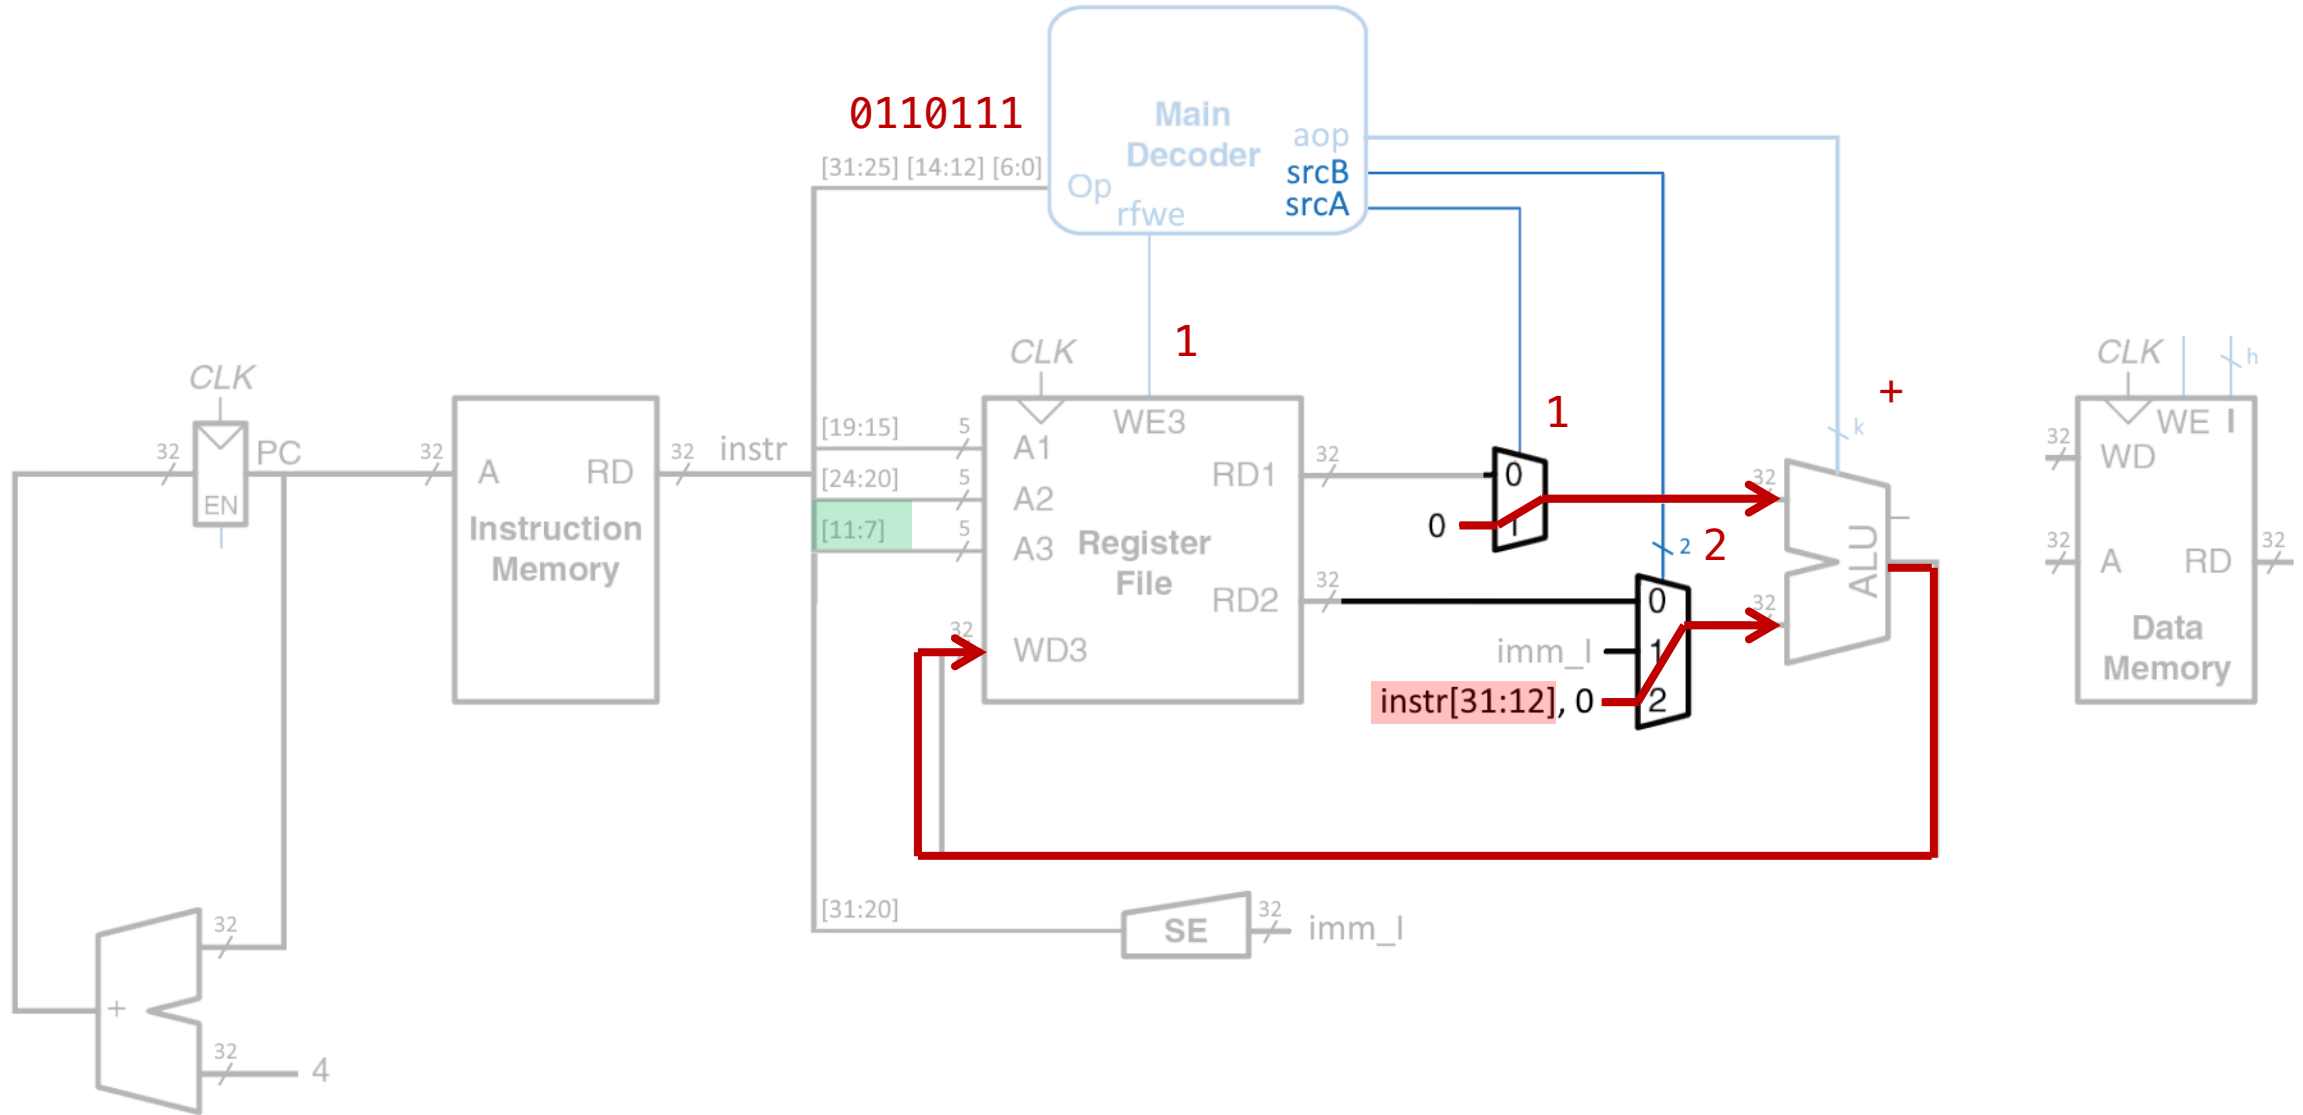 0110111
Main
Decoder
aop
srcB
srcA
[31:25] [14:12] [6:0]
Op
rfwe
1
CLK
CLK
CLK
h
+
1
32
PC
EN
32
A
RD
Instruction
Memory
32
instr
[19:15]
5
A1
WE3
[24:20]
5
A2
[11:7]
5
A3
Register
File
RD1
32
RD2
32
32
WD3
0
1
0
2
2
0
1
2
imm_I
instr[31:12], 0
32
32
k
ALU
WE
32
WD
32
A
RD
32
Data
Memory
[31:20]
SE
32
imm_I
32
+
32
4